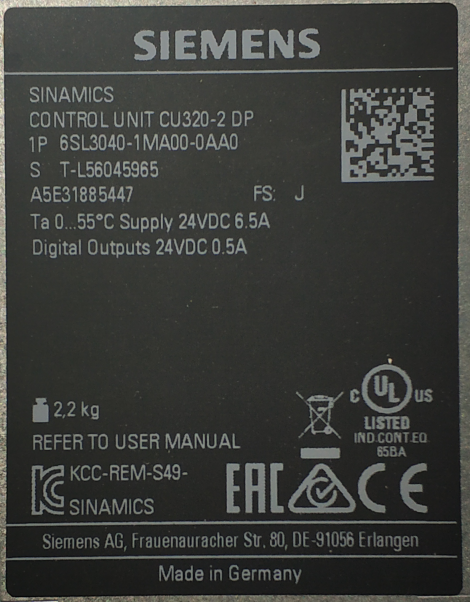 SIEMENS
SINAMICS
CONTROL UNIT CU320-2 DP
1P 6SL3040-1MA00-0AA0
S T-L56045965
A5E31885447 FS: J
Ta 0...55°C Supply 24VDC 6.5A
Digital Outputs 24VDC 0.5A
2,2 kg
C UL US
LISTED
IND.CONT.EQ.
65BA
REFER TO USER MANUAL
KCC-REM-S49-
SINAMICS
EAC CE
Siemens AG, Frauenauracher Str. 80, DE-91056 Erlangen
Made in Germany